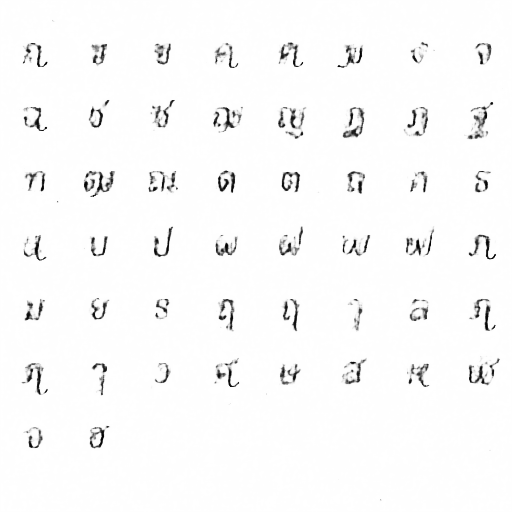 ก ข ฃ ค ฅ ฆ ง จ
ฉ ช ซ ฌ ญ ฎ ฏ ฐ
ฑ ฒ ณ ด ต ถ ท ธ
น บ ป ผ ฝ พ ฟ ภ
ม ย ร ฤ ฤ ๅ ล ฦ
ฦ ๅ ว ศ ษ ส ห ฬ
อ ฮ